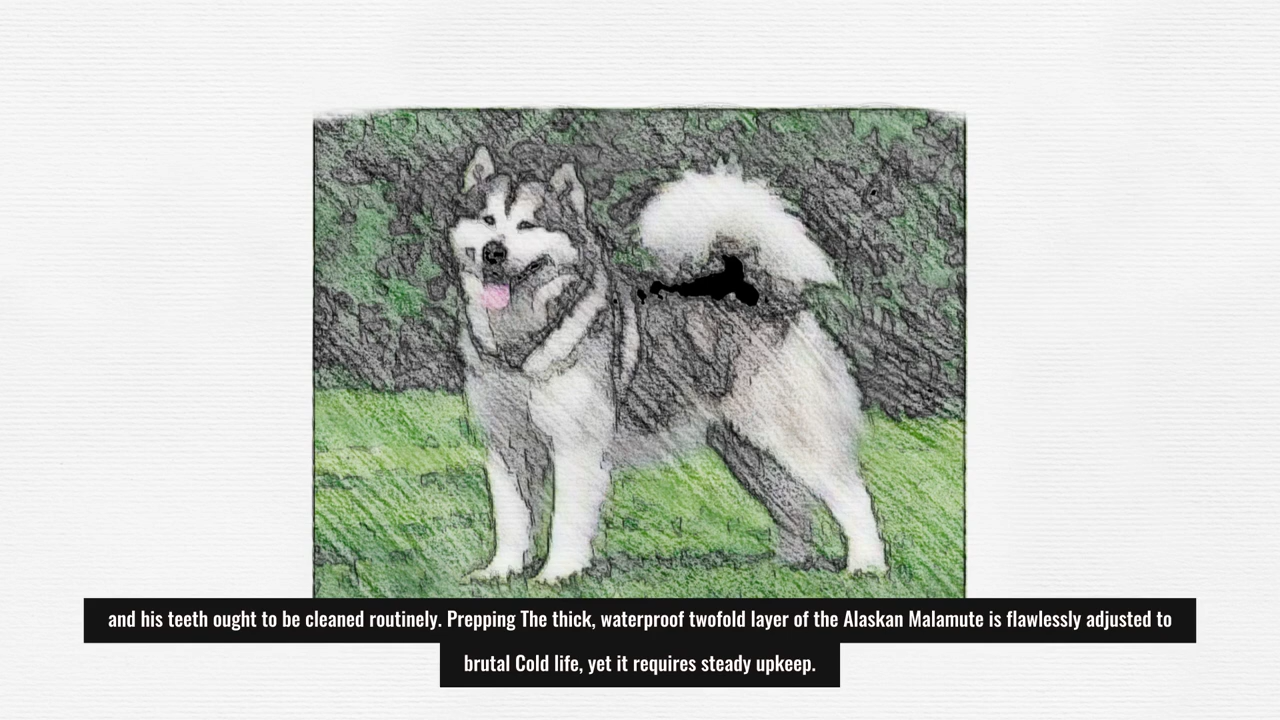 and his teeth ought to be cleaned routinely. Prepping The thick, waterproof twofold layer of the Alaskan Malamute is flawlessly adjusted to
brutal Cold life, yet it requires steady upkeep.